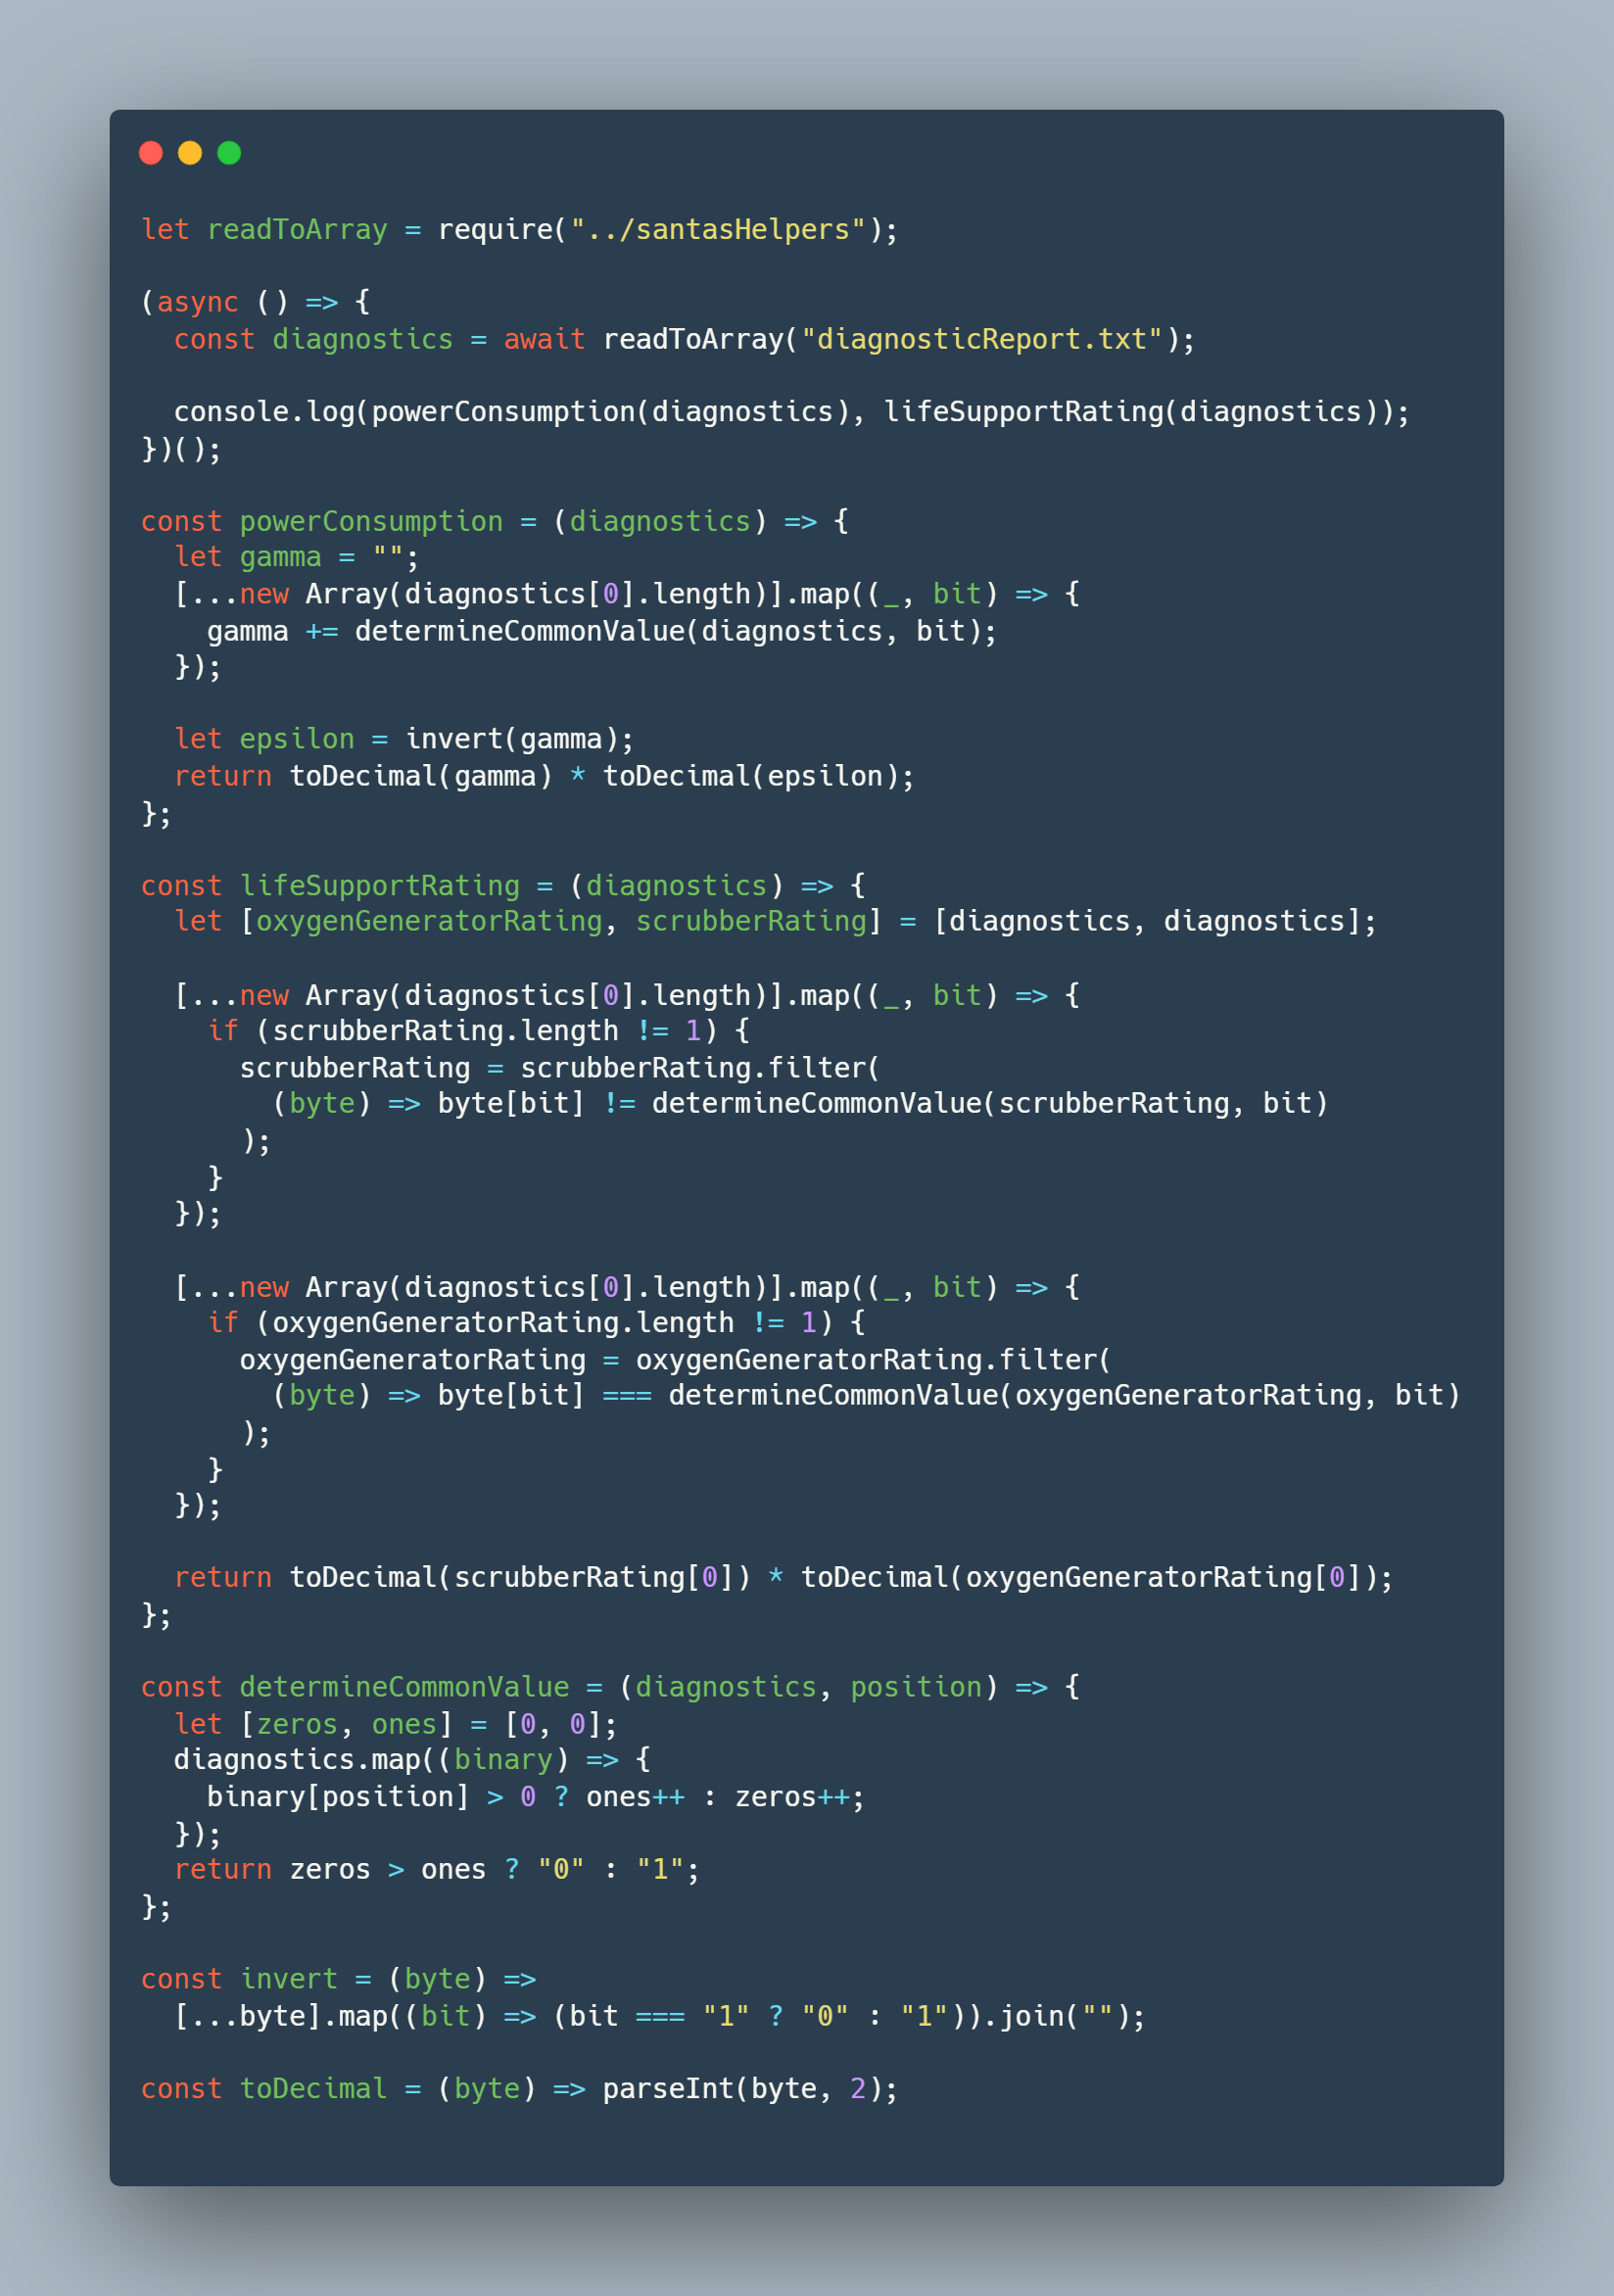 let readToArray = require("../santasHelpers");

(async () => {
  const diagnostics = await readToArray("diagnosticReport.txt");

  console.log(powerConsumption(diagnostics), lifeSupportRating(diagnostics));
})();

const powerConsumption = (diagnostics) => {
  let gamma = "";
  [...new Array(diagnostics[0].length)].map((_, bit) => {
    gamma += determineCommonValue(diagnostics, bit);
  });

  let epsilon = invert(gamma);
  return toDecimal(gamma) * toDecimal(epsilon);
};

const lifeSupportRating = (diagnostics) => {
  let [oxygenGeneratorRating, scrubberRating] = [diagnostics, diagnostics];

  [...new Array(diagnostics[0].length)].map((_, bit) => {
    if (scrubberRating.length != 1) {
      scrubberRating = scrubberRating.filter(
        (byte) => byte[bit] != determineCommonValue(scrubberRating, bit)
      );
    }
  });

  [...new Array(diagnostics[0].length)].map((_, bit) => {
    if (oxygenGeneratorRating.length != 1) {
      oxygenGeneratorRating = oxygenGeneratorRating.filter(
        (byte) => byte[bit] === determineCommonValue(oxygenGeneratorRating, bit)
      );
    }
  });

  return toDecimal(scrubberRating[0]) * toDecimal(oxygenGeneratorRating[0]);
};

const determineCommonValue = (diagnostics, position) => {
  let [zeros, ones] = [0, 0];
  diagnostics.map((binary) => {
    binary[position] > 0 ? ones++ : zeros++;
  });
  return zeros > ones ? "0" : "1";
};

const invert = (byte) =>
  [...byte].map((bit) => (bit === "1" ? "0" : "1")).join("");

const toDecimal = (byte) => parseInt(byte, 2);